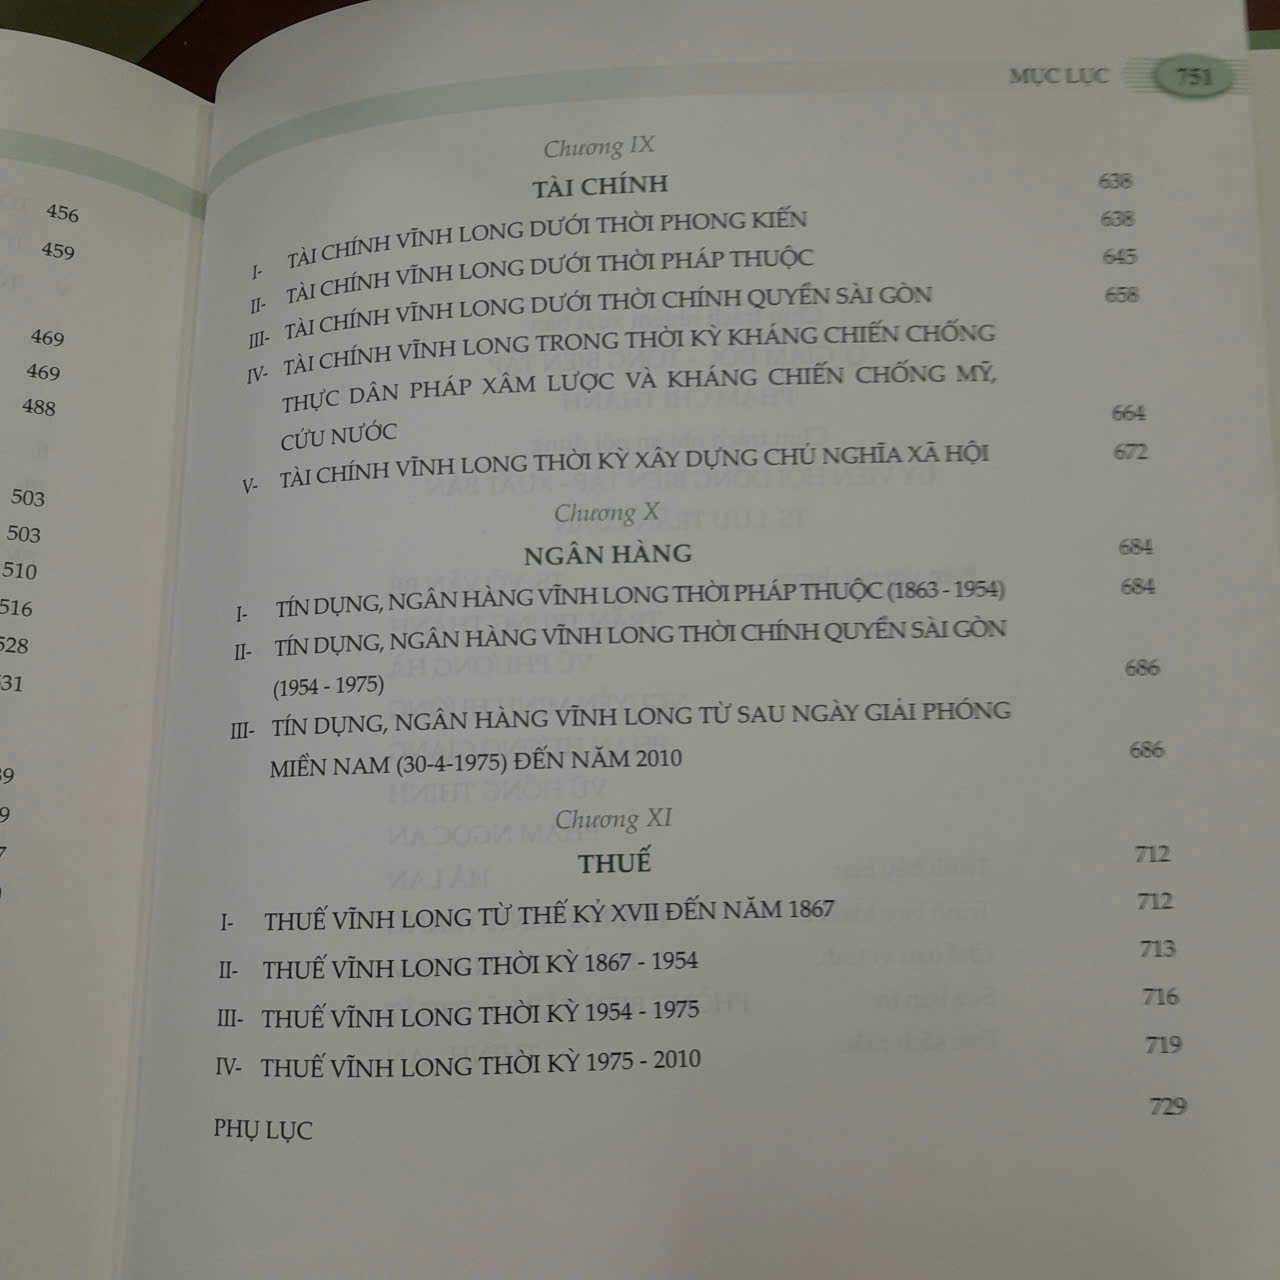 456
459
469
469
488
503
503
510
516
528
531
MỤC LỤC 751
Chương IX
TÀI CHÍNH 638
I- TÀI CHÍNH VĨNH LONG DƯỚI THỜI PHONG KIẾN 638
II- TÀI CHÍNH VĨNH LONG DƯỚI THỜI PHÁP THUỘC 645
III- TÀI CHÍNH VĨNH LONG DƯỚI THỜI CHÍNH QUYỀN SÀI GÒN 658
IV- TÀI CHÍNH VĨNH LONG TRONG THỜI KỲ KHÁNG CHIẾN CHỐNG
THỰC DÂN PHÁP XÂM LƯỢC VÀ KHÁNG CHIẾN CHỐNG MỸ,
CỨU NƯỚC 664
V- TÀI CHÍNH VĨNH LONG THỜI KỲ XÂY DỰNG CHỦ NGHĨA XÃ HỘI 672
Chương X
NGÂN HÀNG 684
I- TÍN DỤNG, NGÂN HÀNG VĨNH LONG THỜI PHÁP THUỘC (1863 - 1954) 684
II- TÍN DỤNG, NGÂN HÀNG VĨNH LONG THỜI CHÍNH QUYỀN SÀI GÒN
(1954 - 1975) 686
III- TÍN DỤNG, NGÂN HÀNG VĨNH LONG TỪ SAU NGÀY GIẢI PHÓNG
MIỀN NAM (30-4-1975) ĐẾN NĂM 2010 686
Chương XI
THUẾ 712
I- THUẾ VĨNH LONG TỪ THẾ KỶ XVII ĐẾN NĂM 1867 712
II- THUẾ VĨNH LONG THỜI KỲ 1867 - 1954 713
III- THUẾ VĨNH LONG THỜI KỲ 1954 - 1975 716
IV- THUẾ VĨNH LONG THỜI KỲ 1975 - 2010 719
PHỤ LỤC 729